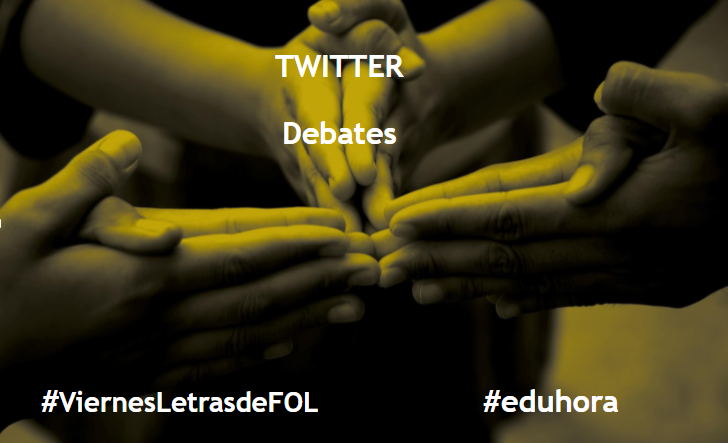 TWITTER
Debates
#ViernesLetrasdeFOL
#eduhora